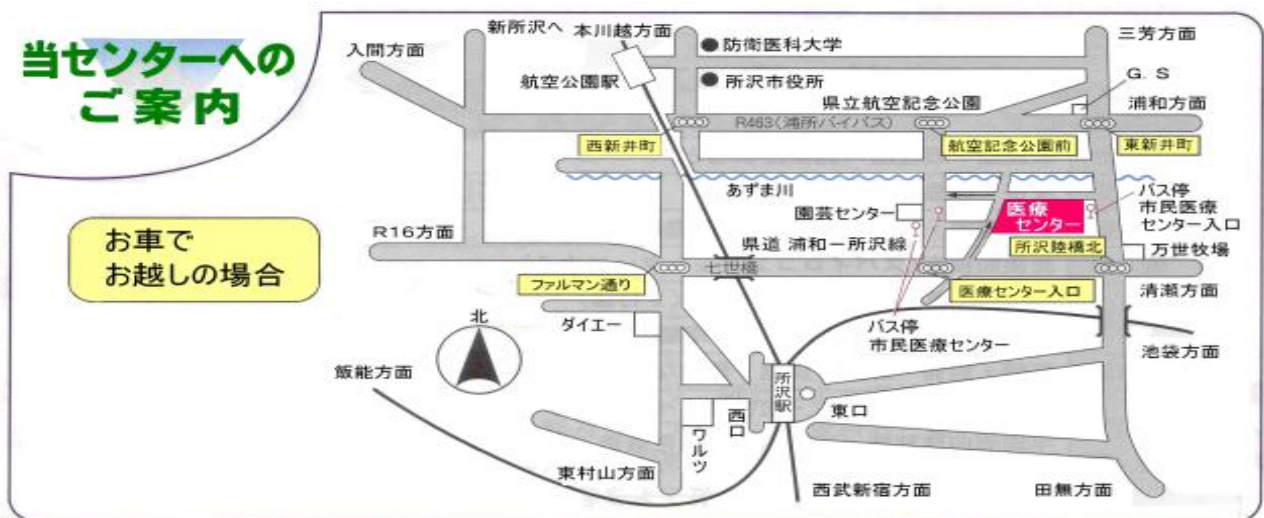 当センターへの
ご案内
お車で
お越しの場合
新所沢へ
本川越方面
入間方面
航空公園駅
防衛医科大学
所沢市役所
三芳方面
G.S
県立航空記念公園
浦和方面
R463(浦所バイパス)
西新井町
航空記念公園前
東新井町
あずま川
園芸センター
医療
センター
バス停
市民医療
センター入口
R16方面
県道 浦和ー所沢線
所沢陸橋北
万世牧場
七世橋
ファルマン通り
医療センター入口
清瀬方面
北
ダイエー
バス停
市民医療センター
池袋方面
飯能方面
所沢駅
西口
東口
ワルツ
東村山方面
西武新宿方面
田無方面